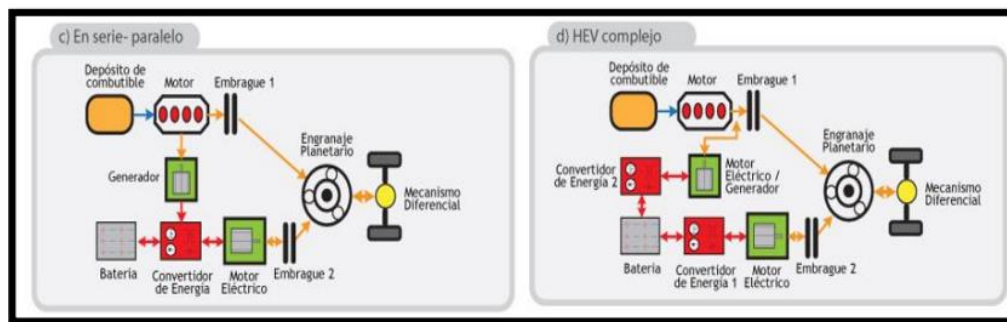 c) En serie- paralelo
Depósito de
combutible
Motor
Embrague 1
Engranaje
Planetario
Generador
Mecanismo
Diferencial
Batería
Convertidor
de Energía
Motor
Eléctrico
Embrague 2
d) HEV complejo
Depósito de
combutible
Motor
Embrague 1
Engranaje
Planetario
Convertidor
de Energía 2
Motor
Eléctrico /
Generador
Mecanismo
Diferencial
Batería
Convertidor
de Energía 1
Motor
Eléctrico
Embrague 2